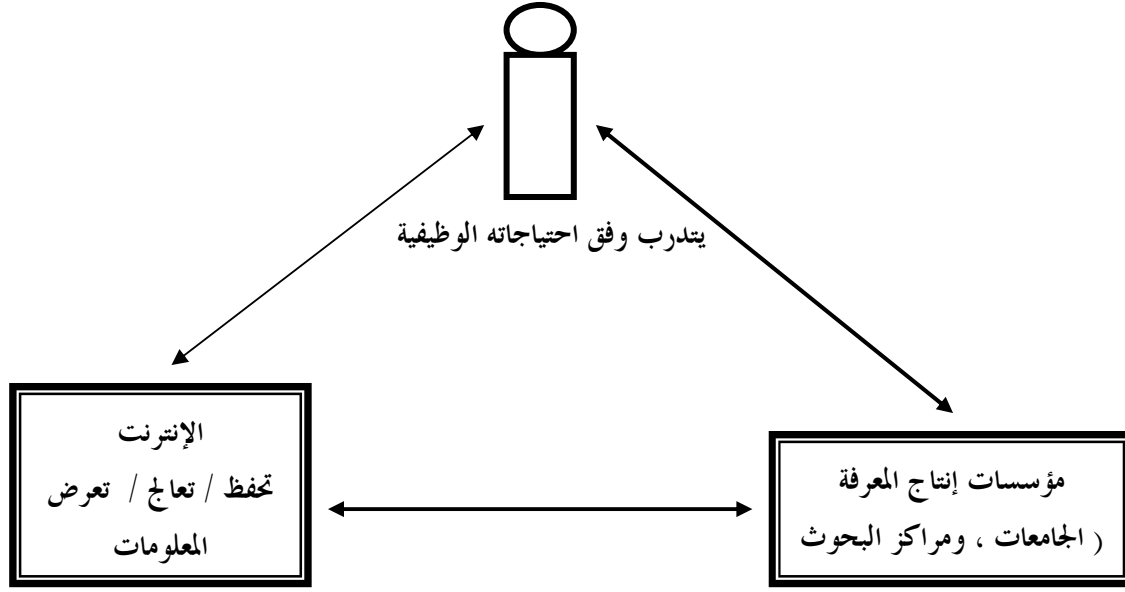 يتدرب وفق احتياجاته الوظيفية
مؤسسات إنتاج المعرفة
( الجامعات ، ومراكز البحوث
الإنترنت
تحفظ / تعالج / تعرض
المعلومات